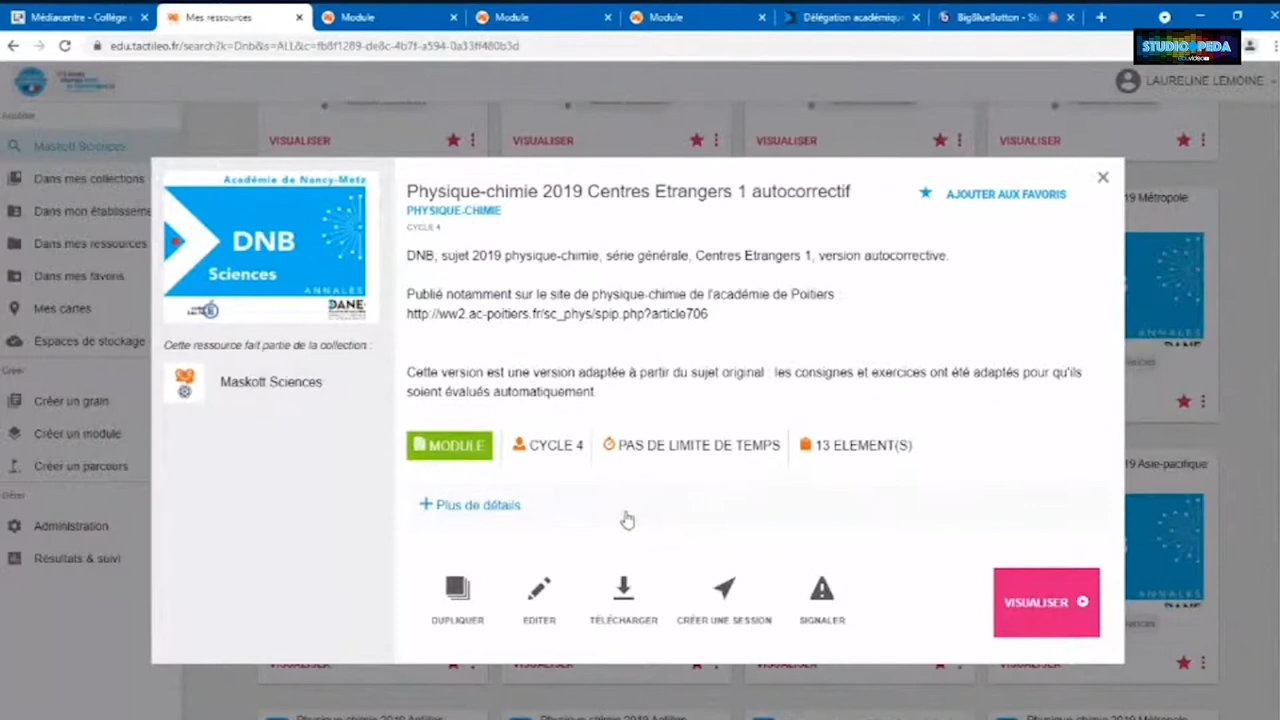 Médiacentre - Collège
Mes ressources
Module
Module
Module
Délégation académique
BigBlueButton - St
edu.tactileo.fr/search?k=Dnb&s=ALL&c=fb8f1289-de8c-4b7f-a594-0a33ff480b3d
STUDIO PEDA
LAURELINE LEMOINE
Maskott Sciences
Dans mes collections
Dans mon établisseme
Dans mes ressources
Dans mes favoris
Mes cartes
Espaces de stockage
Créer
Créer un grain
Créer un module
Créer un parcours
Gérer
Administration
Résultats & suivi
VISUALISER
VISUALISER
VISUALISER
VISUALISER
19 Métropole
19 Asie-pacifique
Académie de Nancy-Metz
DNB
Sciences
ANNALES
DANE
Cette ressource fait partie de la collection :
Maskott Sciences
Physique-chimie 2019 Centres Etrangers 1 autocorrectif
AJOUTER AUX FAVORIS
PHYSIQUE-CHIMIE
CYCLE 4
DNB, sujet 2019 physique-chimie, série générale, Centres Etrangers 1, version autocorrective.
Publié notamment sur le site de physique-chimie de l'académie de Poitiers :
http://ww2.ac-poitiers.fr/sc_phys/spip.php?article706
Cette version est une version adaptée à partir du sujet original : les consignes et exercices ont été adaptés pour qu'ils
soient évalués automatiquement.
MODULE
CYCLE 4
PAS DE LIMITE DE TEMPS
13 ELEMENT(S)
+ Plus de détails
DUPLIQUER
EDITER
TÉLÉCHARGER
CRÉER UNE SESSION
SIGNALER
VISUALISER